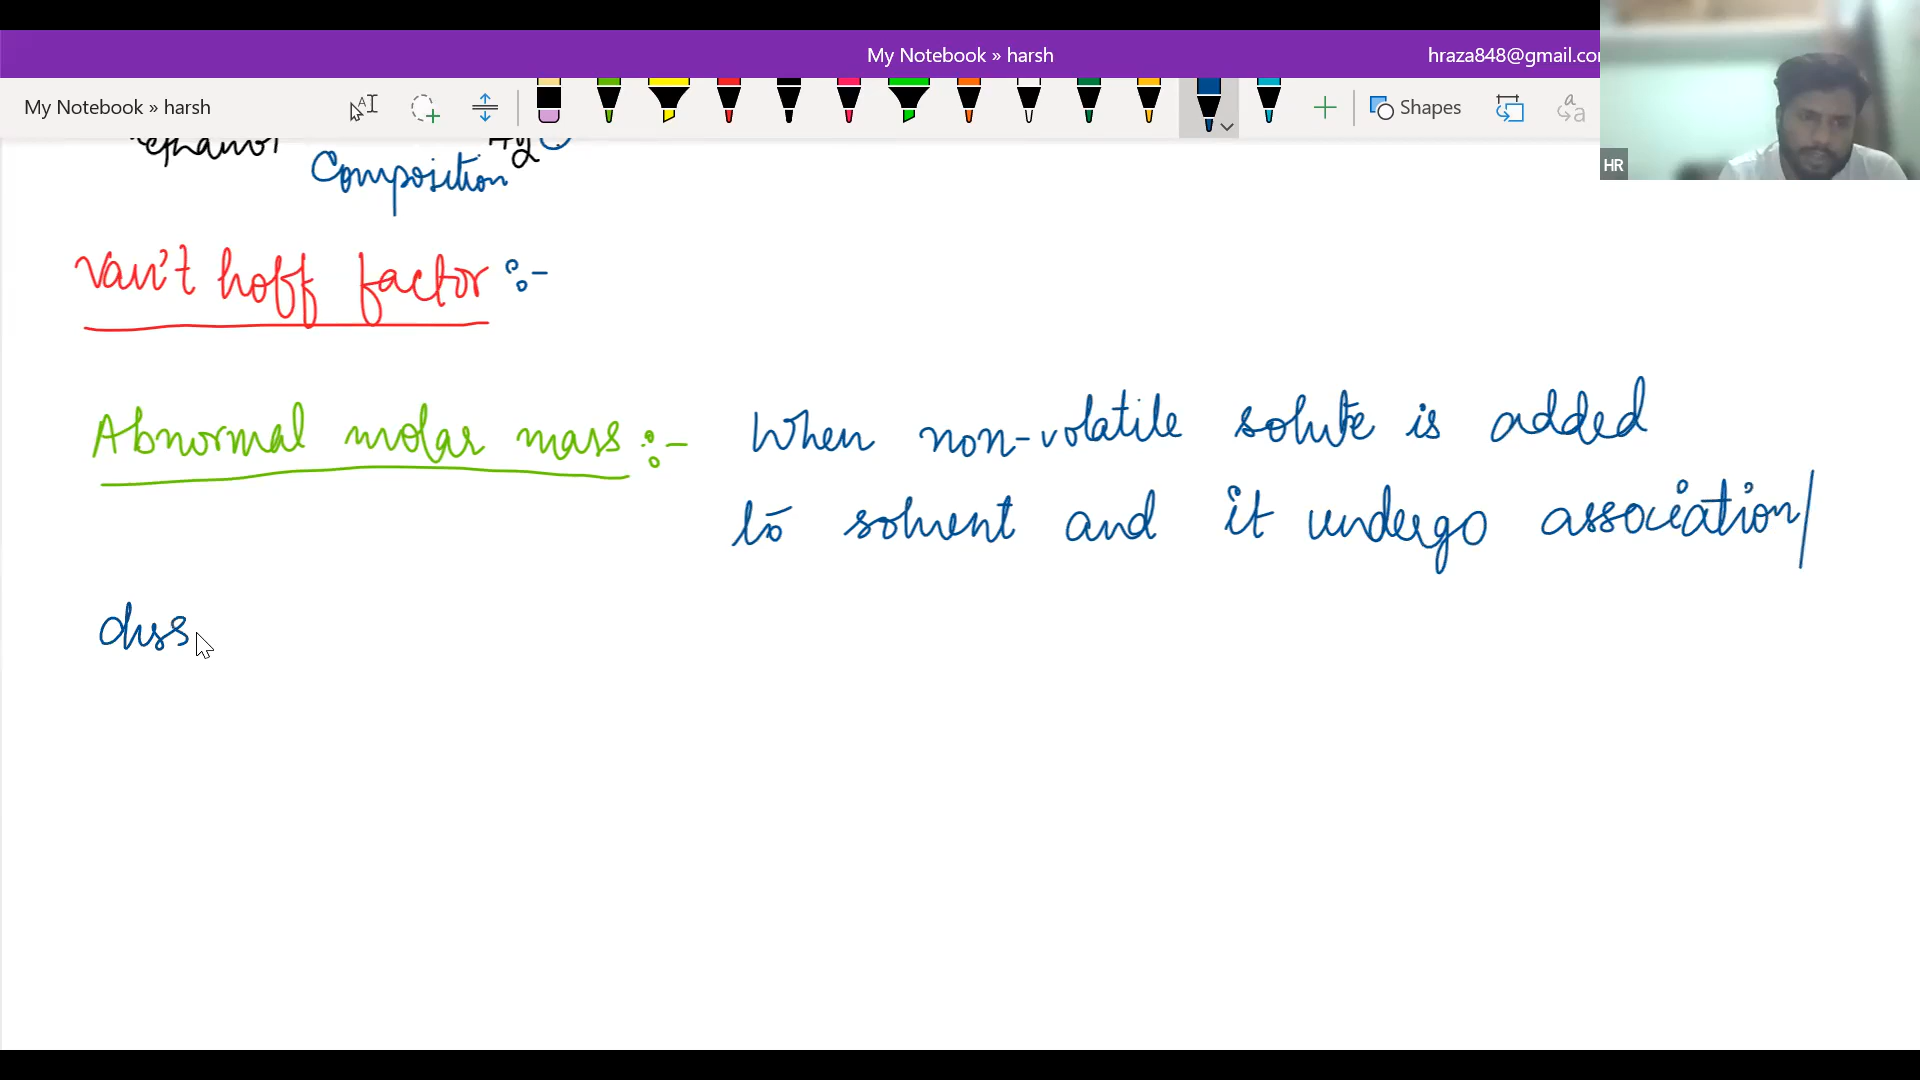 My Notebook » harsh
hraza848@gmail.co
My Notebook » harsh
Shapes
HR
Composition
Van't hoff factor :-
Abnormal molar mass :- When non-volatile solute is added
to solvent and it undergo association/
diss